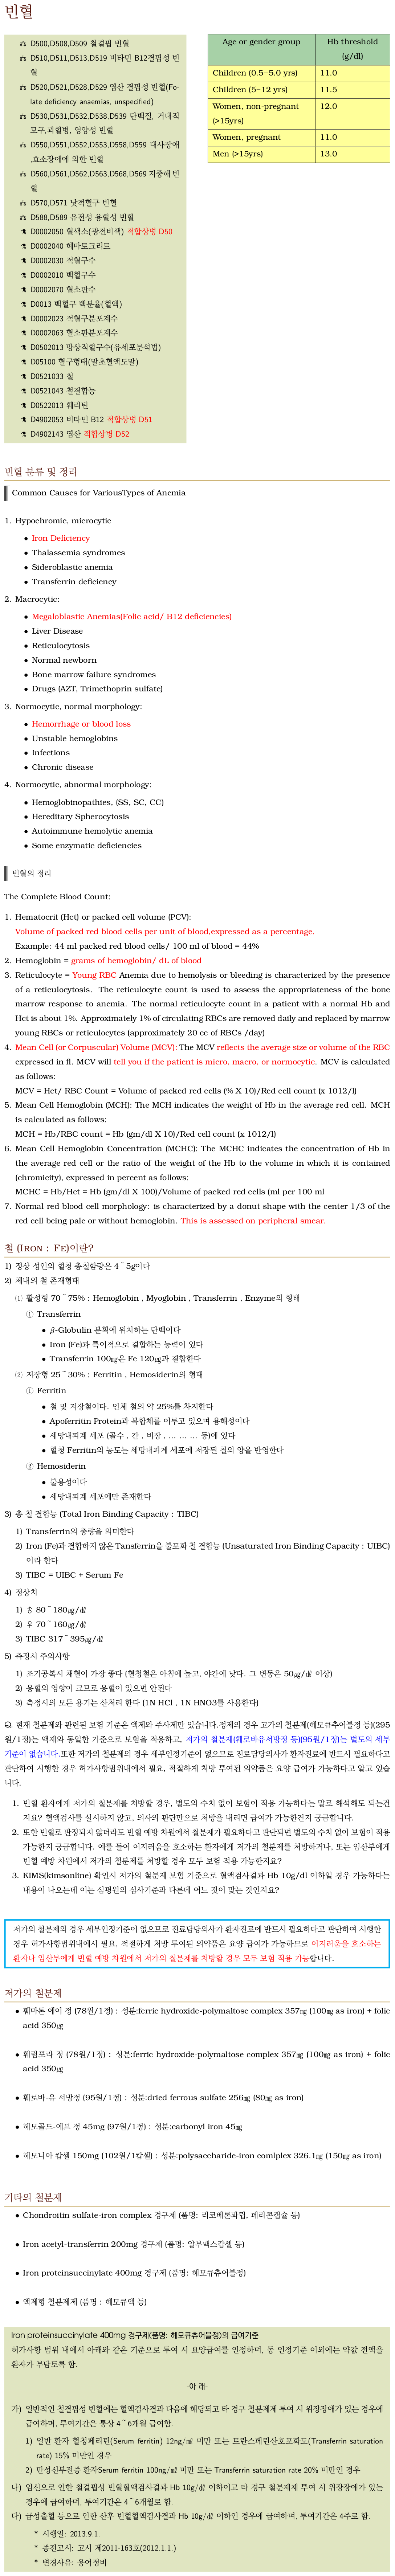 빈혈
D500,D508,D509 철결핍 빈혈
D510,D511,D513,D519 비타민 B12결핍성 빈
혈
D520,D521,D528,D529 엽산 결핍성 빈혈(Fo-
late deficiency anaemias, unspecified)
D530,D531,D532,D538,D539 단백질, 거대적
모구,괴혈병, 영양성 빈혈
D550,D551,D552,D553,D558,D559 대사장애
,효소장애에 의한 빈혈
D560,D561,D562,D563,D568,D569 지중해 빈
혈
D570,D571 낫적혈구 빈혈
D588,D589 유전성 용혈성 빈혈
D0002050 혈색소(광전비색) 적합상병 D50
D0002040 헤마토크리트
D0002030 적혈구수
D0002010 백혈구수
D0002070 혈소판수
D0013 백혈구 백분율(혈액)
D0002023 적혈구분포계수
D0002063 혈소판분포계수
D0502013 망상적혈구수(유세포분석법)
D05100 혈구형태(말초혈액도말)
D0521033 철
D0521043 철결합능
D0522013 훼리틴
D4902053 비타민 B12 적합상병 D51
D4902143 엽산 적합상병 D52
Age or gender group Hb threshold
(g/dl)
Children (0.5–5.0 yrs) 11.0
Children (5–12 yrs) 11.5
Women, non-pregnant 12.0
(>15yrs)
Women, pregnant 11.0
Men (>15yrs) 13.0
빈혈 분류 및 정리
Common Causes for VariousTypes of Anemia
1. Hypochromic, microcytic
• Iron Deficiency
• Thalassemia syndromes
• Sideroblastic anemia
• Transferrin deficiency
2. Macrocytic:
• Megaloblastic Anemias(Folic acid/ B12 deficiencies)
• Liver Disease
• Reticulocytosis
• Normal newborn
• Bone marrow failure syndromes
• Drugs (AZT, Trimethoprin sulfate)
3. Normocytic, normal morphology:
• Hemorrhage or blood loss
• Unstable hemoglobins
• Infections
• Chronic disease
4. Normocytic, abnormal morphology:
• Hemoglobinopathies, (SS, SC, CC)
• Hereditary Spherocytosis
• Autoimmune hemolytic anemia
• Some enzymatic deficiencies
빈혈의 정리
The Complete Blood Count:
1. Hematocrit (Hct) or packed cell volume (PCV):
Volume of packed red blood cells per unit of blood,expressed as a percentage.
Example: 44 ml packed red blood cells/ 100 ml of blood = 44%
2. Hemoglobin = grams of hemoglobin/ dL of blood
3. Reticulocyte = Young RBC Anemia due to hemolysis or bleeding is characterized by the presence
of a reticulocytosis. The reticulocyte count is used to assess the appropriateness of the bone
marrow response to anemia. The normal reticulocyte count in a patient with a normal Hb and
Hct is about 1%. Approximately 1% of circulating RBCs are removed daily and replaced by marrow
young RBCs or reticulocytes (approximately 20 cc of RBCs /day)
4. Mean Cell (or Corpuscular) Volume (MCV): The MCV reflects the average size or volume of the RBC
expressed in fl. MCV will tell you if the patient is micro, macro, or normocytic. MCV is calculated
as follows:
MCV = Hct/ RBC Count = Volume of packed red cells (% X 10)/Red cell count (x 1012/l)
5. Mean Cell Hemoglobin (MCH): The MCH indicates the weight of Hb in the average red cell. MCH
is calculated as follows:
MCH = Hb/RBC count = Hb (gm/dl X 10)/Red cell count (x 1012/l)
6. Mean Cell Hemoglobin Concentration (MCHC): The MCHC indicates the concentration of Hb in
the average red cell or the ratio of the weight of the Hb to the volume in which it is contained
(chromicity), expressed in percent as follows:
MCHC = Hb/Hct = Hb (gm/dl X 100)/Volume of packed red cells (ml per 100 ml
7. Normal red blood cell morphology: is characterized by a donut shape with the center 1/3 of the
red cell being pale or without hemoglobin. This is assessed on peripheral smear.
철 (IRON : FE)이란?
1) 정상 성인의 혈청 총철함량은 4~5g이다
2) 체내의 철 존재형태
⑴ 활성형 70~75% : Hemoglobin , Myoglobin , Transferrin , Enzyme의 형태
① Transferrin
• β-Globulin 분획에 위치하는 단백이다
• Iron (Fe)과 특이적으로 결합하는 능력이 있다
• Transferrin 100㎎은 Fe 120㎍과 결합한다
⑵ 저장형 25~30% : Ferritin , Hemosiderin의 형태
① Ferritin
• 철 및 저장철이다. 인체 철의 약 25%를 차지한다
• Apoferritin Protein과 복합체를 이루고 있으며 용해성이다
• 세망내피계 세포 (골수 , 간 , 비장 , … … … 등)에 있다
• 혈청 Ferritin의 농도는 세망내피계 세포에 저장된 철의 양을 반영한다
② Hemosiderin
• 불용성이다
• 세망내피계 세포에만 존재한다
3) 총 철 결합능 (Total Iron Binding Capacity : TIBC)
1) Transferrin의 총량을 의미한다
2) Iron (Fe)과 결합하지 않은 Tansferrin을 불포화 철 결합능 (Unsaturated Iron Binding Capacity : UIBC)
이라 한다
3) TIBC = UIBC + Serum Fe
4) 정상치
1) ♂ 80~180㎍/㎗
2) ♀ 70~160㎍/㎗
3) TIBC 317~395㎍/㎗
5) 측정시 주의사항
1) 조기공복시 채혈이 가장 좋다 (혈청철은 아침에 높고, 야간에 낮다. 그 변동은 50㎍/㎗ 이상)
2) 용혈의 영향이 크므로 용혈이 있으면 안된다
3) 측정시의 모든 용기는 산처리 한다 (1N HCl , 1N HNO3를 사용한다)
Q. 현재 철분제와 관련된 보험 기준은 액제와 주사제만 있습니다.정제의 경우 고가의 철분제(헤모큐어블정 등)(295
원/1정)는 액제와 동일한 기준으로 보험을 적용하고, 저가의 철분제(훼로바유서방정 등)(95원/1정)는 별도의 세부
기준이 없습니다.또한 저가의 철분제의 경우 세부인정기준이 없으므로 진료담당의사가 환자진료에 반드시 필요하다고
판단하여 시행한 경우 허가사항범위내에서 필요, 적절하게 처방 투여된 의약품은 요양 급여가 가능하다고 알고 있습
니다.
1. 빈혈 환자에게 저가의 철분제를 처방할 경우, 별도의 수치 없이 보험이 적용 가능하다는 말로 해석해도 되는건
지요? 혈액검사를 실시하지 않고, 의사의 판단만으로 처방을 내리면 급여가 가능한건지 궁금합니다.
2. 또한 빈혈로 판정되지 않더라도 빈혈 예방 차원에서 철분제가 필요하다고 판단되면 별도의 수치 없이 보험이 적용
가능한지 궁금합니다. 예를 들어 어지러움을 호소하는 환자에게 저가의 철분제를 처방하거나, 또는 임산부에게
빈혈 예방 차원에서 저가의 철분제를 처방할 경우 모두 보험 적용 가능한지요?
3. KIMS(kimsonline) 확인시 저가의 철분제 보험 기준으로 혈액검사결과 Hb 10g/dl 이하일 경우 가능하다는
내용이 나오는데 이는 심평원의 심사기준과 다른데 어느 것이 맞는 것인지요?
저가의 철분제의 경우 세부인정기준이 없으므로 진료담당의사가 환자진료에 반드시 필요하다고 판단하여 시행한
경우 허가사항범위내에서 필요, 적절하게 처방 투여된 의약품은 요양 급여가 가능하므로 어지러움을 호소하는
환자나 임산부에게 빈혈 예방 차원에서 저가의 철분제를 처방할 경우 모두 보험 적용 가능합니다.
저가의 철분제
• 훼마톤 에이 정 (78원/1정) : 성분:ferric hydroxide-polymaltose complex 357㎎ (100㎎ as iron) + folic
acid 350㎍
• 훼럼포라 정 (78원/1정) : 성분:ferric hydroxide-polymaltose complex 357㎎ (100㎎ as iron) + folic
acid 350㎍
• 훼로바-유 서방정 (95원/1정) : 성분:dried ferrous sulfate 256㎎ (80㎎ as iron)
• 헤모골드-에프 정 45mg (97원/1정) : 성분:carbonyl iron 45㎎
• 헤모니아 캅셀 150mg (102원/1캅셀) : 성분:polysaccharide-iron comlplex 326.1㎎ (150㎎ as iron)
기타의 철분제
• Chondroitin sulfate-iron complex 경구제 (품명: 리코베론과립, 페리콘캡슐 등)
• Iron acetyl-transferrin 200mg 경구제 (품명: 알부맥스캅셀 등)
• Iron proteinsuccinylate 400mg 경구제 (품명: 헤모큐어블정)
• 액제형 철분제제 (품명 ; 헤모큐액 등)
Iron proteinsuccinylate 400mg 경구제(품명: 헤모큐츄어블정)의 급여기준
허가사항 범위 내에서 아래와 같은 기준으로 투여 시 요양급여를 인정하며, 동 인정기준 이외에는 약값 전액을
환자가 부담토록 함.
-아 래-
가) 일반적인 철결핍성 빈혈에는 혈액검사결과 다음에 해당되고 타 경구 철분제제 투여 시 위장장애가 있는 경우에
급여하며, 투여기간은 통상 4~6개월 급여함.
1) 일반 환자 혈청페리틴(Serum ferritin) 12ng/㎖ 미만 또는 트란스페린산호포화도(Transferrin saturation
rate) 15% 미만인 경우
2) 만성신부전증 환자Serum ferritin 100ng/㎖ 미만 또는 Transferrin saturation rate 20% 미만인 경우
나) 임신으로 인한 철결핍성 빈혈혈액검사결과 Hb 10g/㎗ 이하이고 타 경구 철분제제 투여 시 위장장애가 있는
경우에 급여하며, 투여기간은 4~6개월로 함.
다) 급성출혈 등으로 인한 산후 빈혈혈액검사결과 Hb 10g/㎗ 이하인 경우에 급여하며, 투여기간은 4주로 함.
* 시행일: 2013.9.1.
* 종전고시: 고시 제2011-163호(2012.1.1.)
* 변경사유: 용어정비